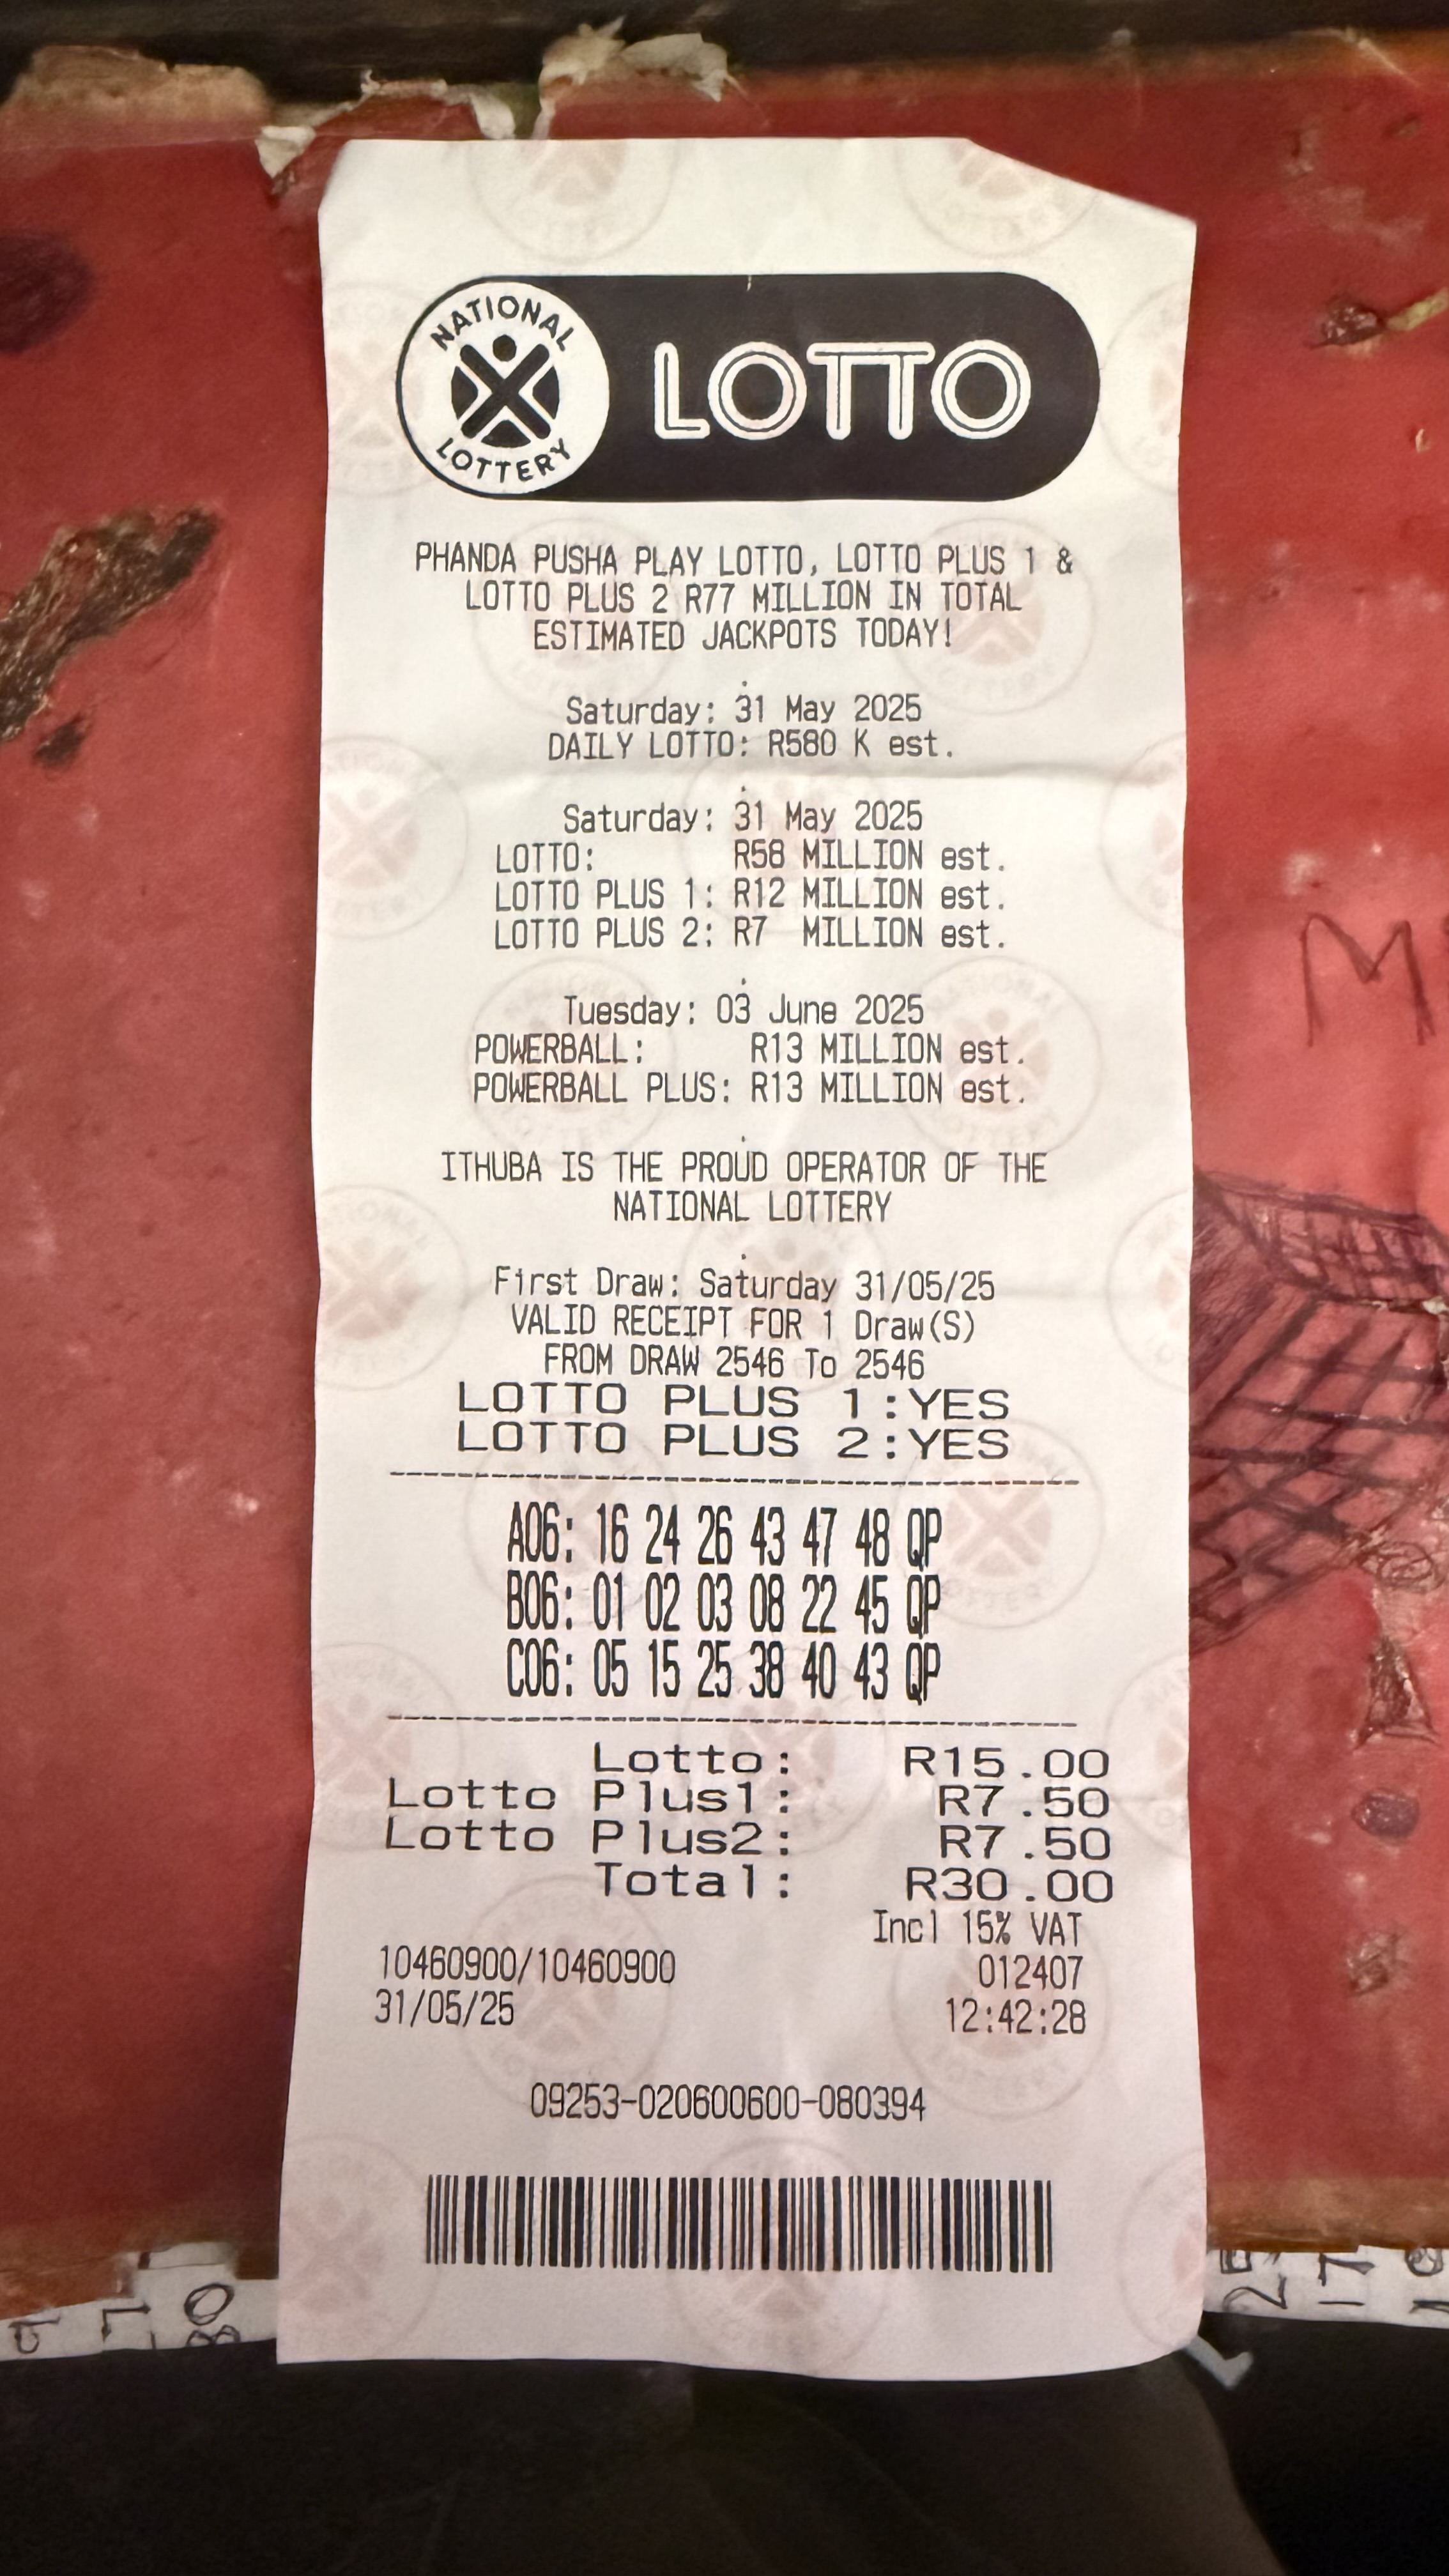 NATIONAL LOTTERY
LOTTO
PHANDA PUSHA PLAY LOTTO, LOTTO PLUS 1 &
LOTTO PLUS 2 R77 MILLION IN TOTAL
ESTIMATED JACKPOTS TODAY!
.
Saturday: 31 May 2025
DAILY LOTTO: R580 K est.
.
Saturday: 31 May 2025
LOTTO: R58 MILLION est.
LOTTO PLUS 1: R12 MILLION est.
LOTTO PLUS 2: R7 MILLION est.
.
Tuesday: 03 June 2025
POWERBALL: R13 MILLION est.
POWERBALL PLUS: R13 MILLION est.
.
ITHUBA IS THE PROUD OPERATOR OF THE
NATIONAL LOTTERY
.
First Draw: Saturday 31/05/25
VALID RECEIPT FOR 1 Draw(S)
FROM DRAW 2546 To 2546
LOTTO PLUS 1:YES
LOTTO PLUS 2:YES
A06: 16 24 26 43 47 48 QP
B06: 01 02 03 08 22 45 QP
C06: 05 15 25 38 40 43 QP
Lotto: R15.00
Lotto Plus1: R7.50
Lotto Plus2: R7.50
Total: R30.00
Incl 15% VAT
10460900/10460900 012407
31/05/25 12:42:28
09253-020600600-080394